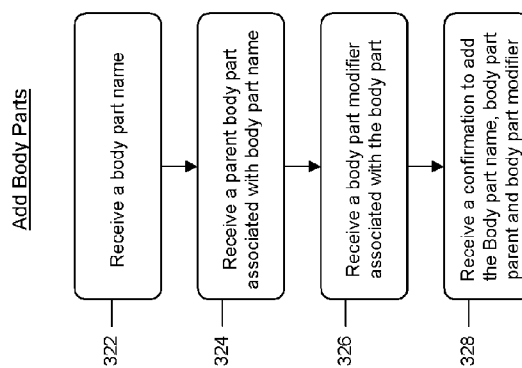 Add Body Parts
322
Receive a body part name
324
Receive a parent body part
associated with body part name
326
Receive a body part modifier
associated with the body part
328
Receive a confirmation to add
the Body part name, body part
parent and body part modifier